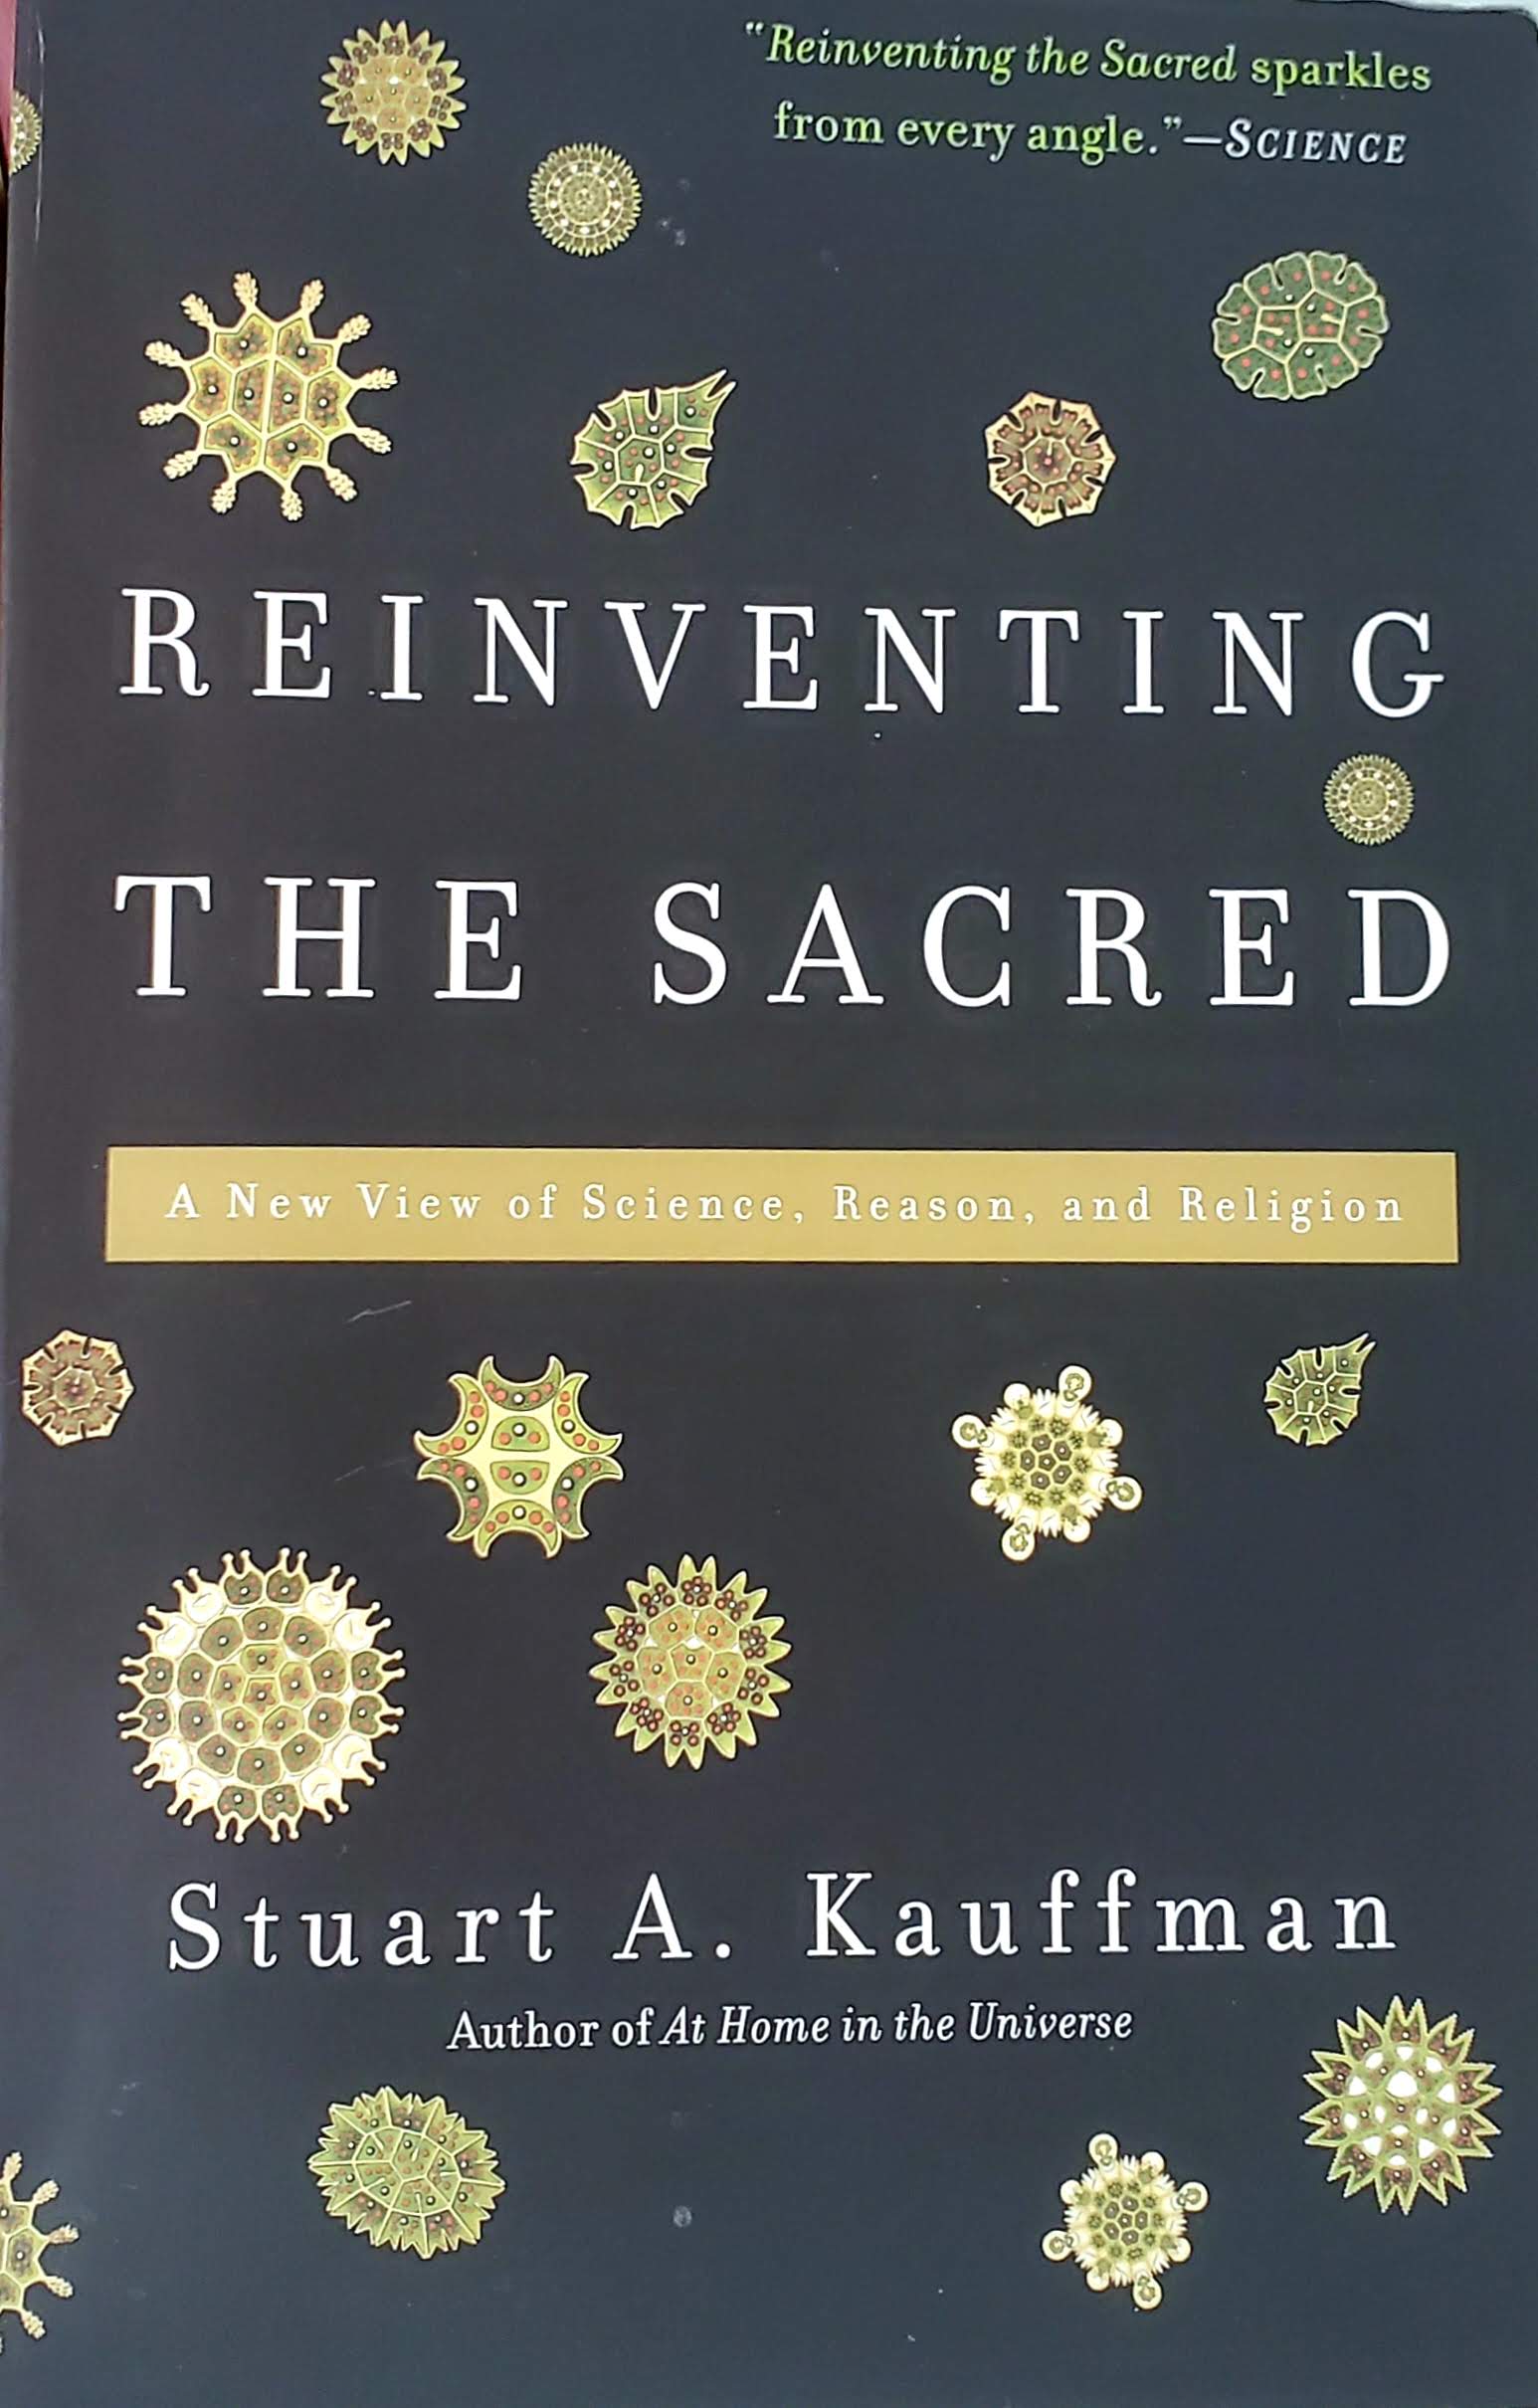 "Reinventing the Sacred sparkles
from every angle."—SCIENCE
REINVENTING
THE SACRED
A New View of Science, Reason, and Religion
Stuart A. Kauffman
Author of At Home in the Universe